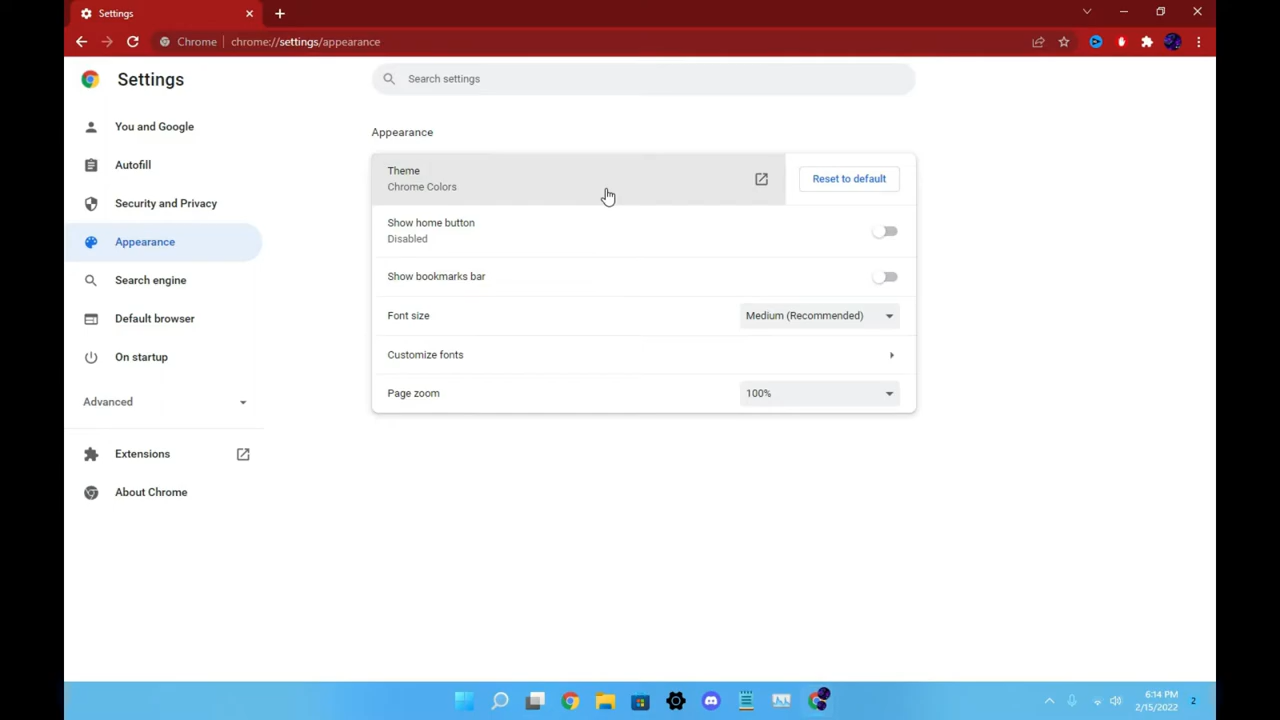 Settings
Chrome
chrome://settings/appearance
Settings
Search settings
You and Google
Autofill
Security and Privacy
Appearance
Search engine
Default browser
On startup
Advanced
Extensions
About Chrome
Appearance
Theme
Chrome Colors
Reset to default
Show home button
Disabled
Show bookmarks bar
Font size
Medium (Recommended)
Customize fonts
Page zoom
100%
6:14 PM
2/15/2022
2